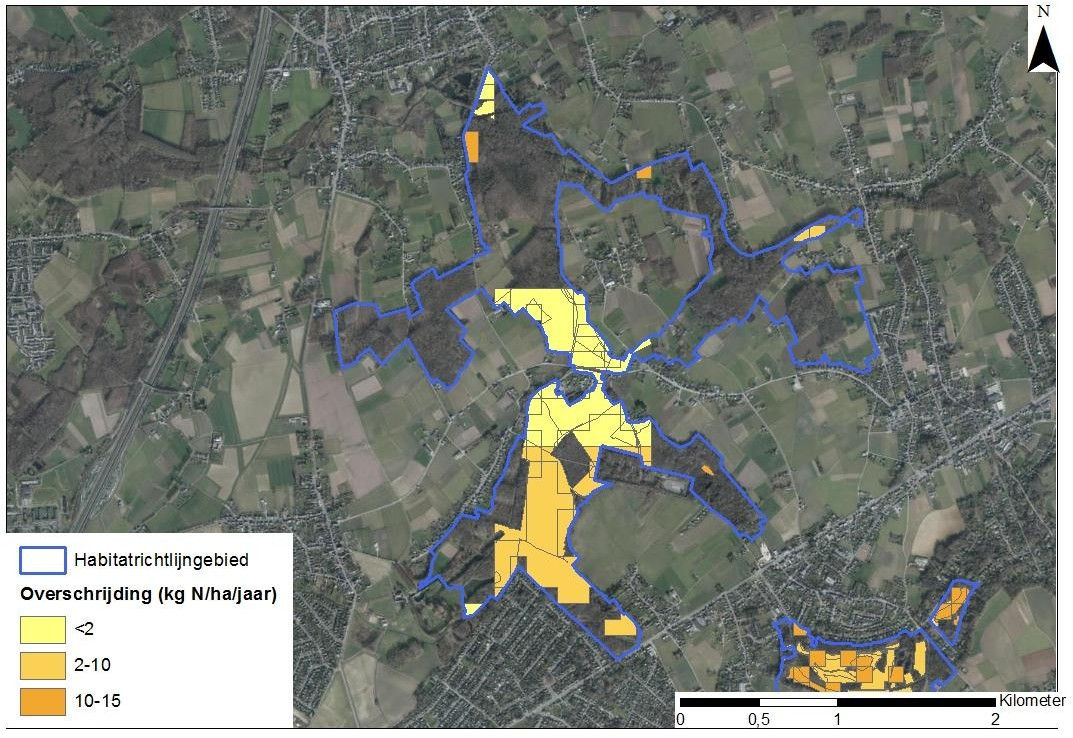 N
Habitatrichtlijngebied
Overschrijding (kg N/ha/jaar)
<2
2-10
10-15
Kilometer
0 0,5 1 2